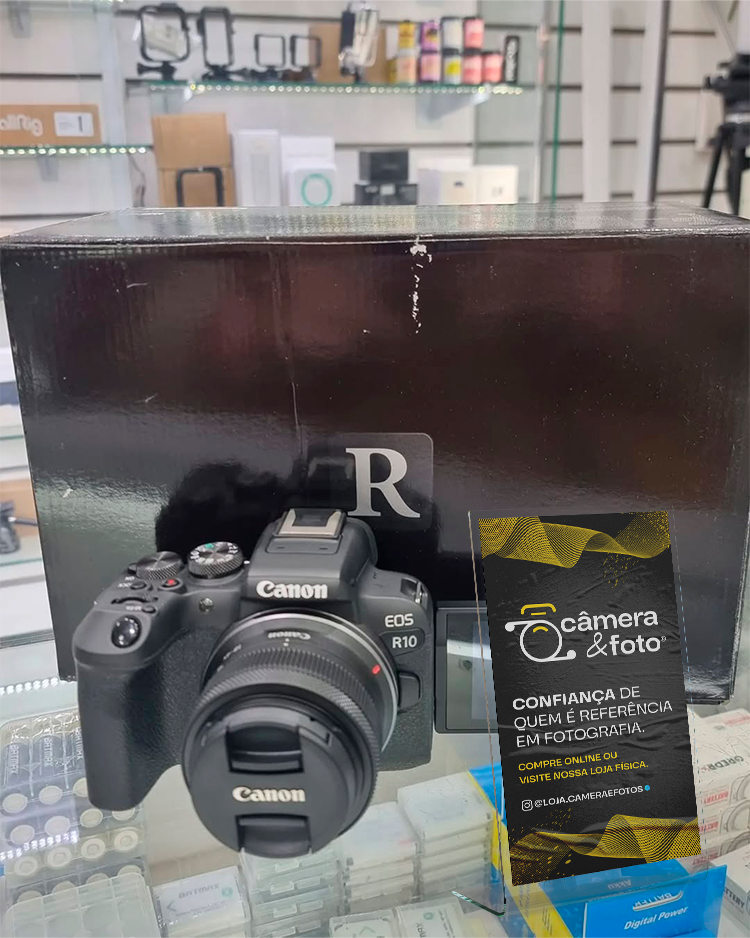 R
Canon
EOS
R10
Canon
Canon
câmera
&foto®
CONFIANÇA DE
QUEM É REFERÊNCIA
EM FOTOGRAFIA.
COMPRE ONLINE OU
VISITE NOSSA LOJA FÍSICA.
@LOJA.CAMERAEFOTOS
Digital Power